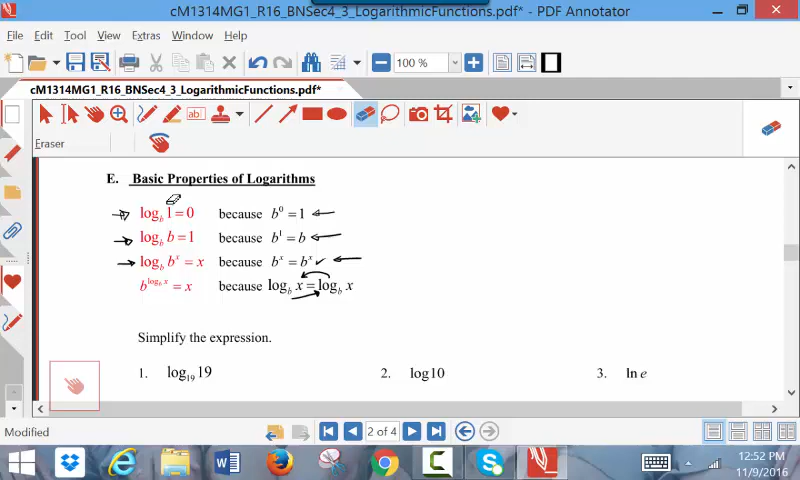 cM1314MG1_R16_BNSec4_3_LogarithmicFunctions.pdf* - PDF Annotator
File Edit Tool View Extras Window Help
100 %
cM1314MG1_R16_BNSec4_3_LogarithmicFunctions.pdf*
ab|
Eraser
E. Basic Properties of Logarithms
log_b 1 = 0 because b^0 = 1
log_b b = 1 because b^1 = b
log_b b^x = x because b^x = b^x
b^{log_b x} = x because log_b x = log_b x
Simplify the expression.
1. log_19 19 2. log10 3. ln e
Modified 2 of 4
12:52 PM
11/9/2016